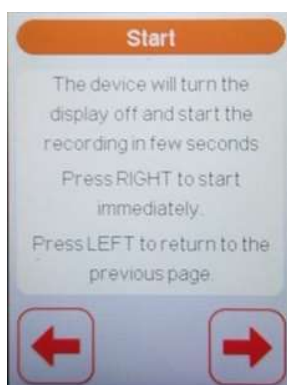 Start
The device will turn the
display off and start the
recording in few seconds
Press RIGHT to start
immediately.
Press LEFT to return to the
previous page.